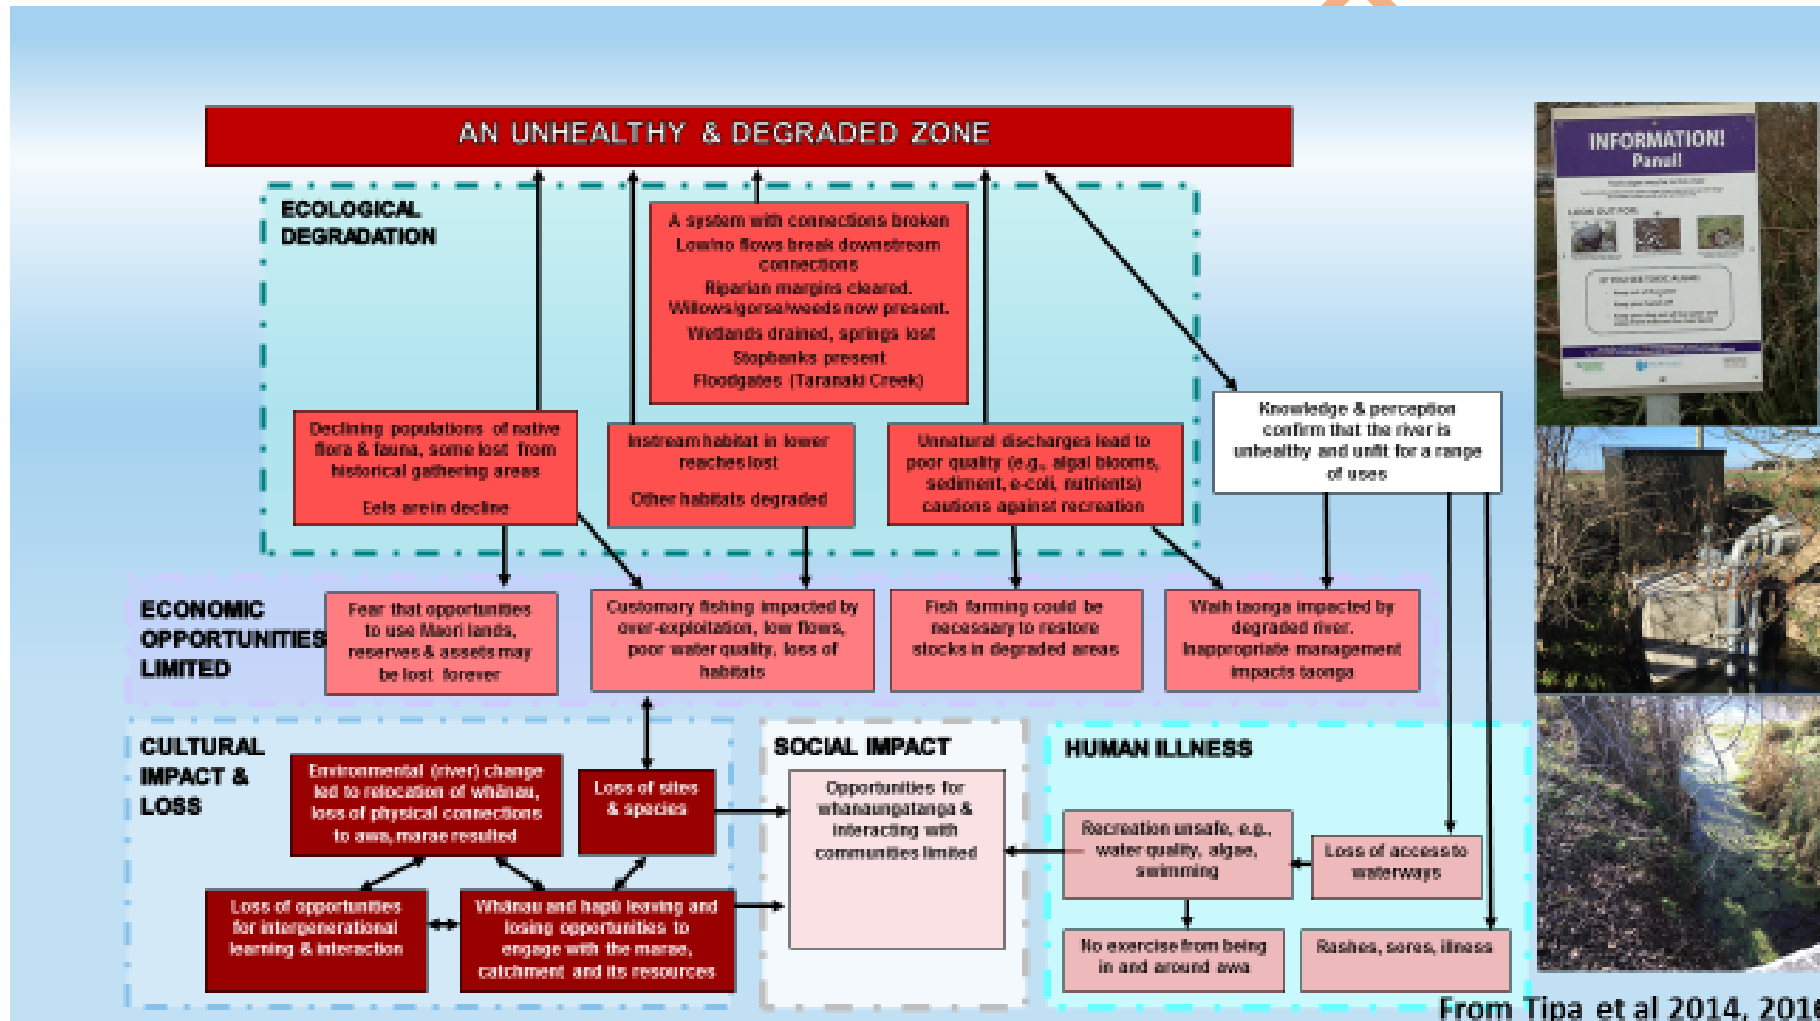 AN UNHEALTHY & DEGRADED ZONE
ECOLOGICAL
DEGRADATION
A system with connections broken
Low/no flows break downstream
connections
Riparian margins cleared.
Willows/gorse/weeds now present.
Wetlands drained, springs lost
Stopbanks present
Floodgates (Taranaki Creek)
Declining populations of native
flora & fauna, some lost from
historical gathering areas
Eels are in decline
Instream habitat in lower
reaches lost
Other habitats degraded
Unnatural discharges lead to
poor quality (e.g., algal blooms,
sediment, e-coli, nutrients)
cautions against recreation
Knowledge & perception
confirm that the river is
unhealthy and unfit for a range
of uses
ECONOMIC
OPPORTUNITIES
LIMITED
Fear that opportunities
to use Maori lands,
reserves & assets may
be lost forever
Customary fishing impacted by
over-exploitation, low flows,
poor water quality, loss of
habitats
Fish farming could be
necessary to restore
stocks in degraded areas
Waih taonga impacted by
degraded river.
Inappropriate management
impacts taonga
CULTURAL
IMPACT &
LOSS
Environmental (river) change
led to relocation of whānau,
loss of physical connections
to awa, marae resulted
Loss of sites
& species
Loss of opportunities
for intergenerational
learning & interaction
Whānau and hapū leaving and
losing opportunities to
engage with the marae,
catchment and its resources
SOCIAL IMPACT
Opportunities for
whanaungatanga &
interacting with
communities limited
HUMAN ILLNESS
Recreation unsafe, e.g.,
water quality, algae,
swimming
Loss of access to
waterways
No exercise from being
in and around awa
Rashes, sores, illness
INFORMATION!
Panui!
LOOK OUT FOR:
From Tipa et al 2014, 2016